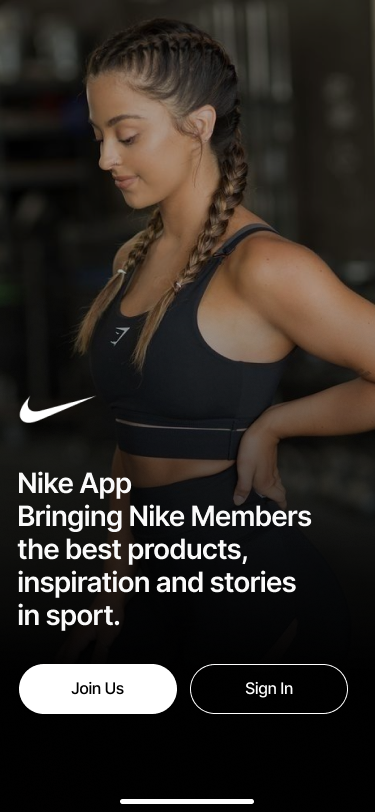 Nike App
Bringing Nike Members
the best products,
inspiration and stories
in sport.
Join Us
Sign In